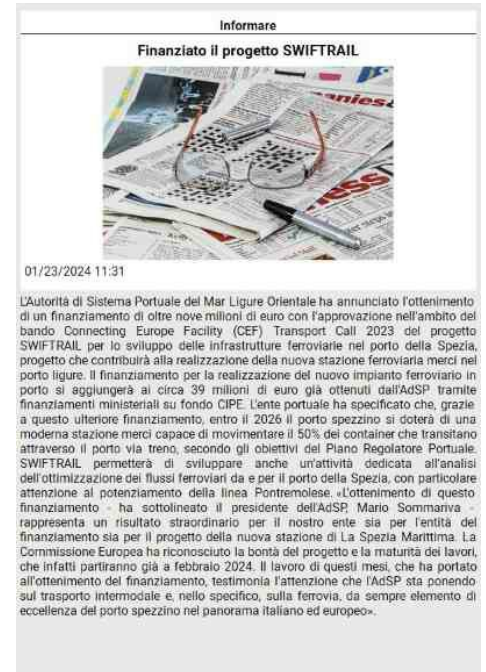 Informare
Finanziato il progetto SWIFTRAIL
01/23/2024 11:31
L'Autorità di Sistema Portuale del Mar Ligure Orientale ha annunciato l'ottenimento
di un finanziamento di oltre nove milioni di euro con l'approvazione nell'ambito del
bando Connecting Europe Facility (CEF) Transport Call 2023 del progetto
SWIFTRAIL per lo sviluppo delle infrastrutture ferroviarie nel porto della Spezia,
progetto che contribuirà alla realizzazione della nuova stazione ferroviaria merci nel
porto ligure. Il finanziamento per la realizzazione del nuovo impianto ferroviario in
porto si aggiungerà ai circa 39 milioni di euro già ottenuti dall'AdSP tramite
finanziamenti ministeriali su fondo CIPE. L'ente portuale ha specificato che, grazie
a questo ulteriore finanziamento, entro il 2026 il porto spezzino si doterà di una
moderna stazione merci capace di movimentare il 50% dei container che transitano
attraverso il porto via treno, secondo gli obiettivi del Piano Regolatore Portuale.
SWIFTRAIL permetterà di sviluppare anche un'attività dedicata all'analisi
dell'ottimizzazione dei flussi ferroviari da e per il porto della Spezia, con particolare
attenzione al potenziamento della linea Pontremolese. «L'ottenimento di questo
finanziamento - ha sottolineato il presidente dell'AdSP, Mario Sommariva -
rappresenta un risultato straordinario per il nostro ente sia per l'entità del
finanziamento sia per il progetto della nuova stazione di La Spezia Marittima. La
Commissione Europea ha riconosciuto la bontà del progetto e la maturità dei lavori,
che infatti partiranno già a febbraio 2024. Il lavoro di questi mesi, che ha portato
all'ottenimento del finanziamento, testimonia l'attenzione che l'AdSP sta ponendo
sul trasporto intermodale e, nello specifico, sulla ferrovia, da sempre elemento di
eccellenza del porto spezzino nel panorama italiano ed europeo».